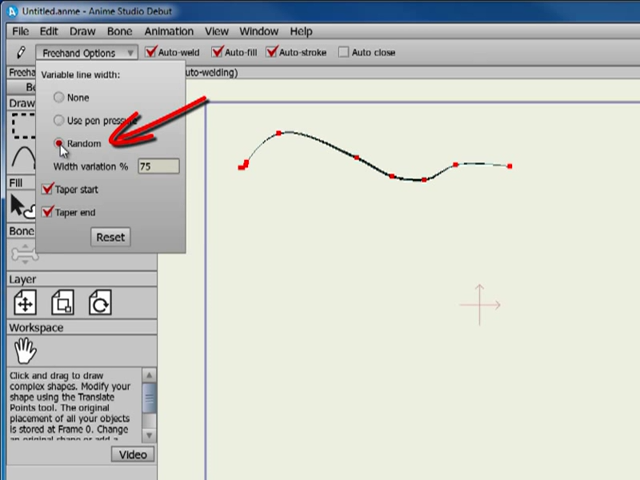 Untitled.anme - Anime Studio Debut
File Edit Draw Bone Animation View Window Help
Freehand Options Auto-weld Auto-fill Auto-stroke Auto close
Variable line width:
None
Use pen
Random
Width variation % 75
Taper start
Taper end
Reset
Fill
Bone
Layer
Workspace
Click and drag to draw
complex shapes. Modify your
shape using the Translate
Points tool. The original
placement of all your objects
is stored at Frame 0. Change
Video